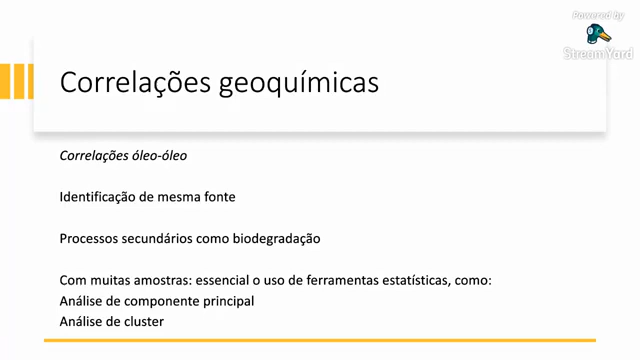 Powered by
StreamYard
Correlações geoquímicas
Correlações óleo-óleo
Identificação de mesma fonte
Processos secundários como biodegradação
Com muitas amostras: essencial o uso de ferramentas estatísticas, como:
Análise de componente principal
Análise de cluster